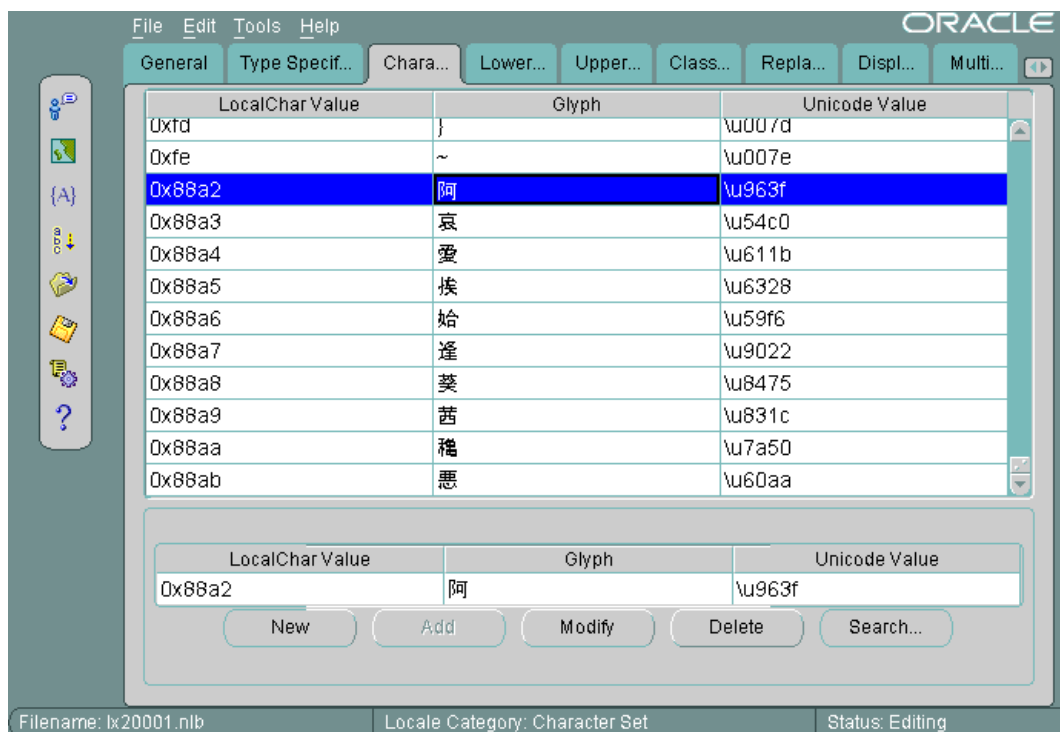 File Edit Tools Help ORACLE
General Type Specif... Chara... Lower... Upper... Class... Repla... Displ... Multi...
LocalChar Value Glyph Unicode Value
0xfd } \u007d
0xfe ~ \u007e
0x88a2 阿 \u963f
0x88a3 哀 \u54c0
0x88a4 愛 \u611b
0x88a5 挨 \u6328
0x88a6 姶 \u59f6
0x88a7 逢 \u9022
0x88a8 葵 \u8475
0x88a9 茜 \u831c
0x88aa 穐 \u7a50
0x88ab 悪 \u60aa
LocalChar Value Glyph Unicode Value
0x88a2 阿 \u963f
New Add Modify Delete Search...
Filename: lx20001.nlb Locale Category: Character Set Status: Editing